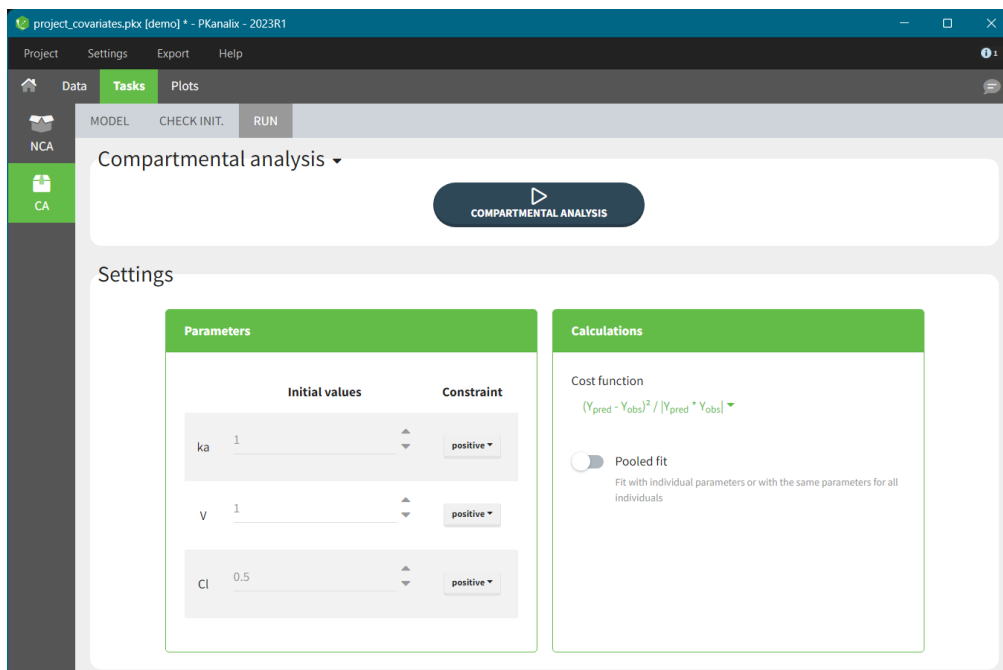 project_covariates.pkx [demo] * - PKanalix - 2023R1
Project Settings Export Help
1
Data Tasks Plots
MODEL CHECK INIT. RUN
NCA
CA
Compartmental analysis
COMPARTMENTAL ANALYSIS
Settings
Parameters
Initial values Constraint
ka 1 positive
V 1 positive
Cl 0.5 positive
Calculations
Cost function
(Ypred - Yobs)² / |Ypred * Yobs|
Pooled fit
Fit with individual parameters or with the same parameters for all
individuals